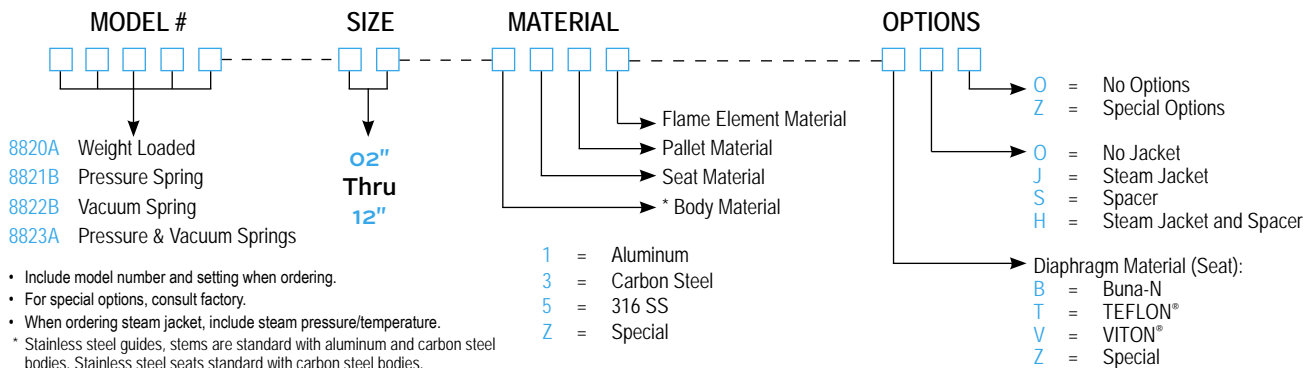 MODEL #
SIZE
MATERIAL
OPTIONS
8820A Weight Loaded
8821B Pressure Spring
8822B Vacuum Spring
8823A Pressure & Vacuum Springs
02"
Thru
12"
Flame Element Material
Pallet Material
Seat Material
* Body Material
1 = Aluminum
3 = Carbon Steel
5 = 316 SS
Z = Special
O = No Options
Z = Special Options
O = No Jacket
J = Steam Jacket
S = Spacer
H = Steam Jacket and Spacer
Diaphragm Material (Seat):
B = Buna-N
T = TEFLON®
V = VITON®
Z = Special
• Include model number and setting when ordering.
• For special options, consult factory.
• When ordering steam jacket, include steam pressure/temperature.
* Stainless steel guides, stems are standard with aluminum and carbon steel
bodies. Stainless steel seats standard with carbon steel bodies.